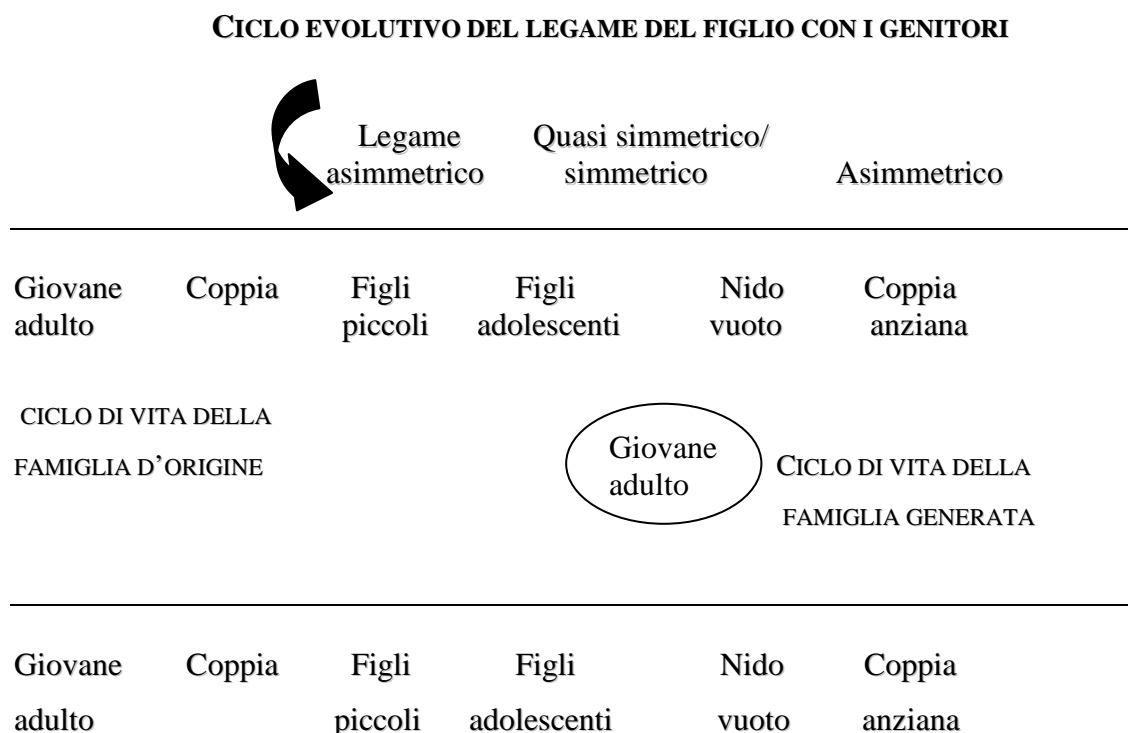 CICLO EVOLUTIVO DEL LEGAME DEL FIGLIO CON I GENITORI
Legame Quasi simmetrico/
asimmetrico simmetrico Asimmetrico
Giovane Coppia Figli Figli Nido Coppia
adulto piccoli adolescenti vuoto anziana
CICLO DI VITA DELLA
FAMIGLIA D’ORIGINE
Giovane
adulto
CICLO DI VITA DELLA
FAMIGLIA GENERATA
Giovane Coppia Figli Figli Nido Coppia
adulto piccoli adolescenti vuoto anziana